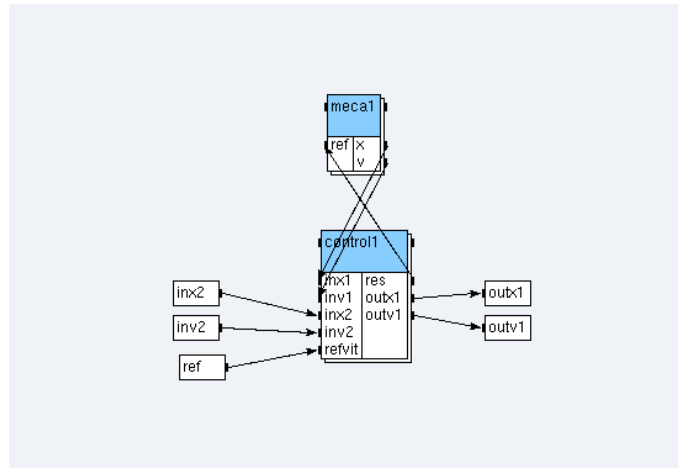 meca1
ref x
v
control1
inx1 res
inv1 outx1
inx2 outv1
inv2
refvit
inx2
inv2
ref
outx1
outv1